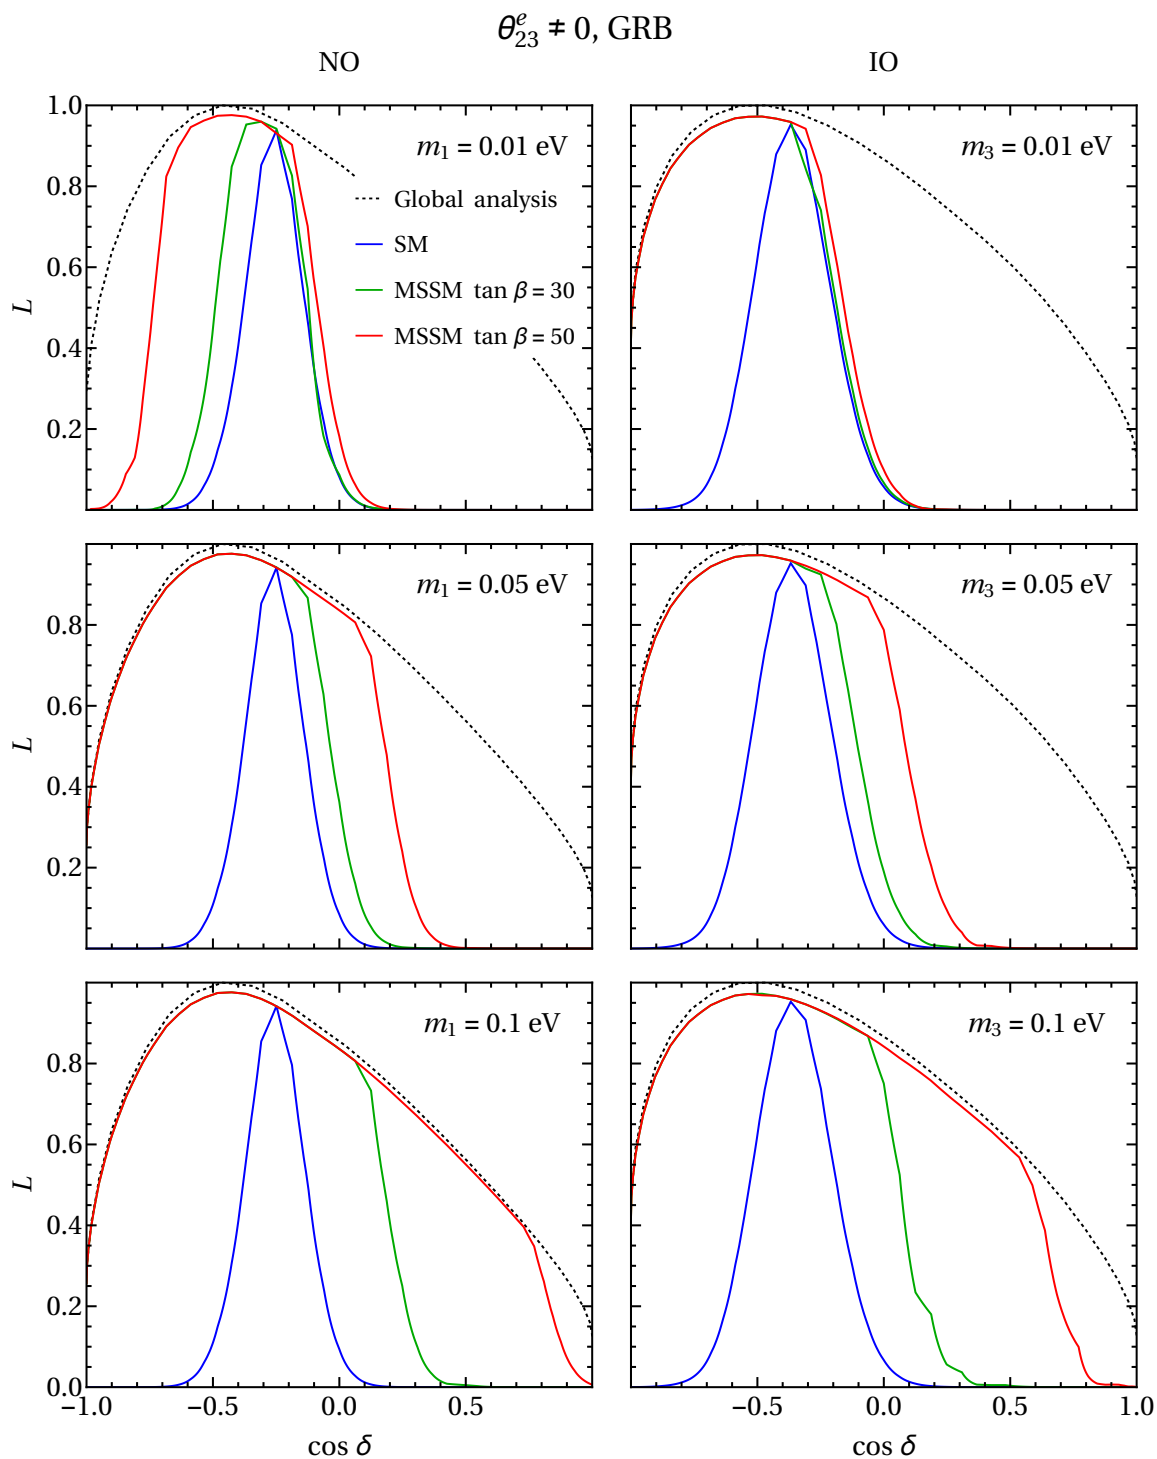 θ^e_23 ≠ 0, GRB
NO
IO
m₁ = 0.01 eV
Global analysis
SM
MSSM tan β = 30
MSSM tan β = 50
1.0
0.8
0.6
0.4
0.2
L
m₃ = 0.01 eV
m₁ = 0.05 eV
0.8
0.6
0.4
0.2
L
m₃ = 0.05 eV
m₁ = 0.1 eV
0.8
0.6
0.4
0.2
0.0
L
−1.0 −0.5 0.0 0.5
cos δ
m₃ = 0.1 eV
−0.5 0.0 0.5 1.0
cos δ